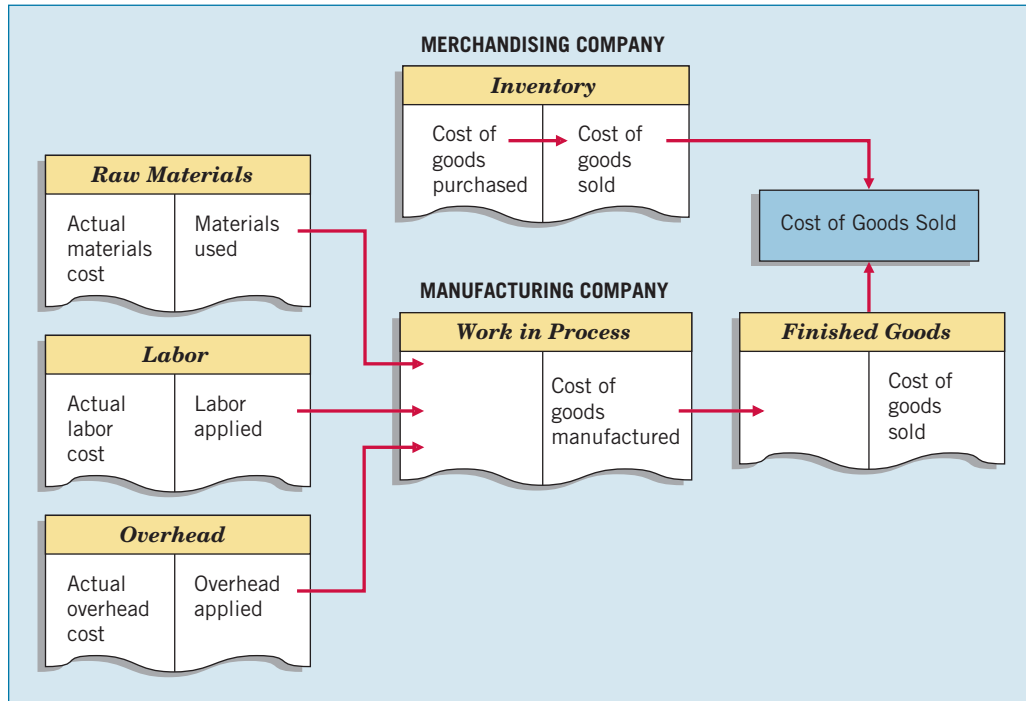 MERCHANDISING COMPANY
Inventory
Cost of
goods
purchased
Cost of
goods
sold
Raw Materials
Actual
materials
cost
Materials
used
Cost of Goods Sold
MANUFACTURING COMPANY
Labor
Actual
labor
cost
Labor
applied
Work in Process
Cost of
goods
manufactured
Finished Goods
Cost of
goods
sold
Overhead
Actual
overhead
cost
Overhead
applied